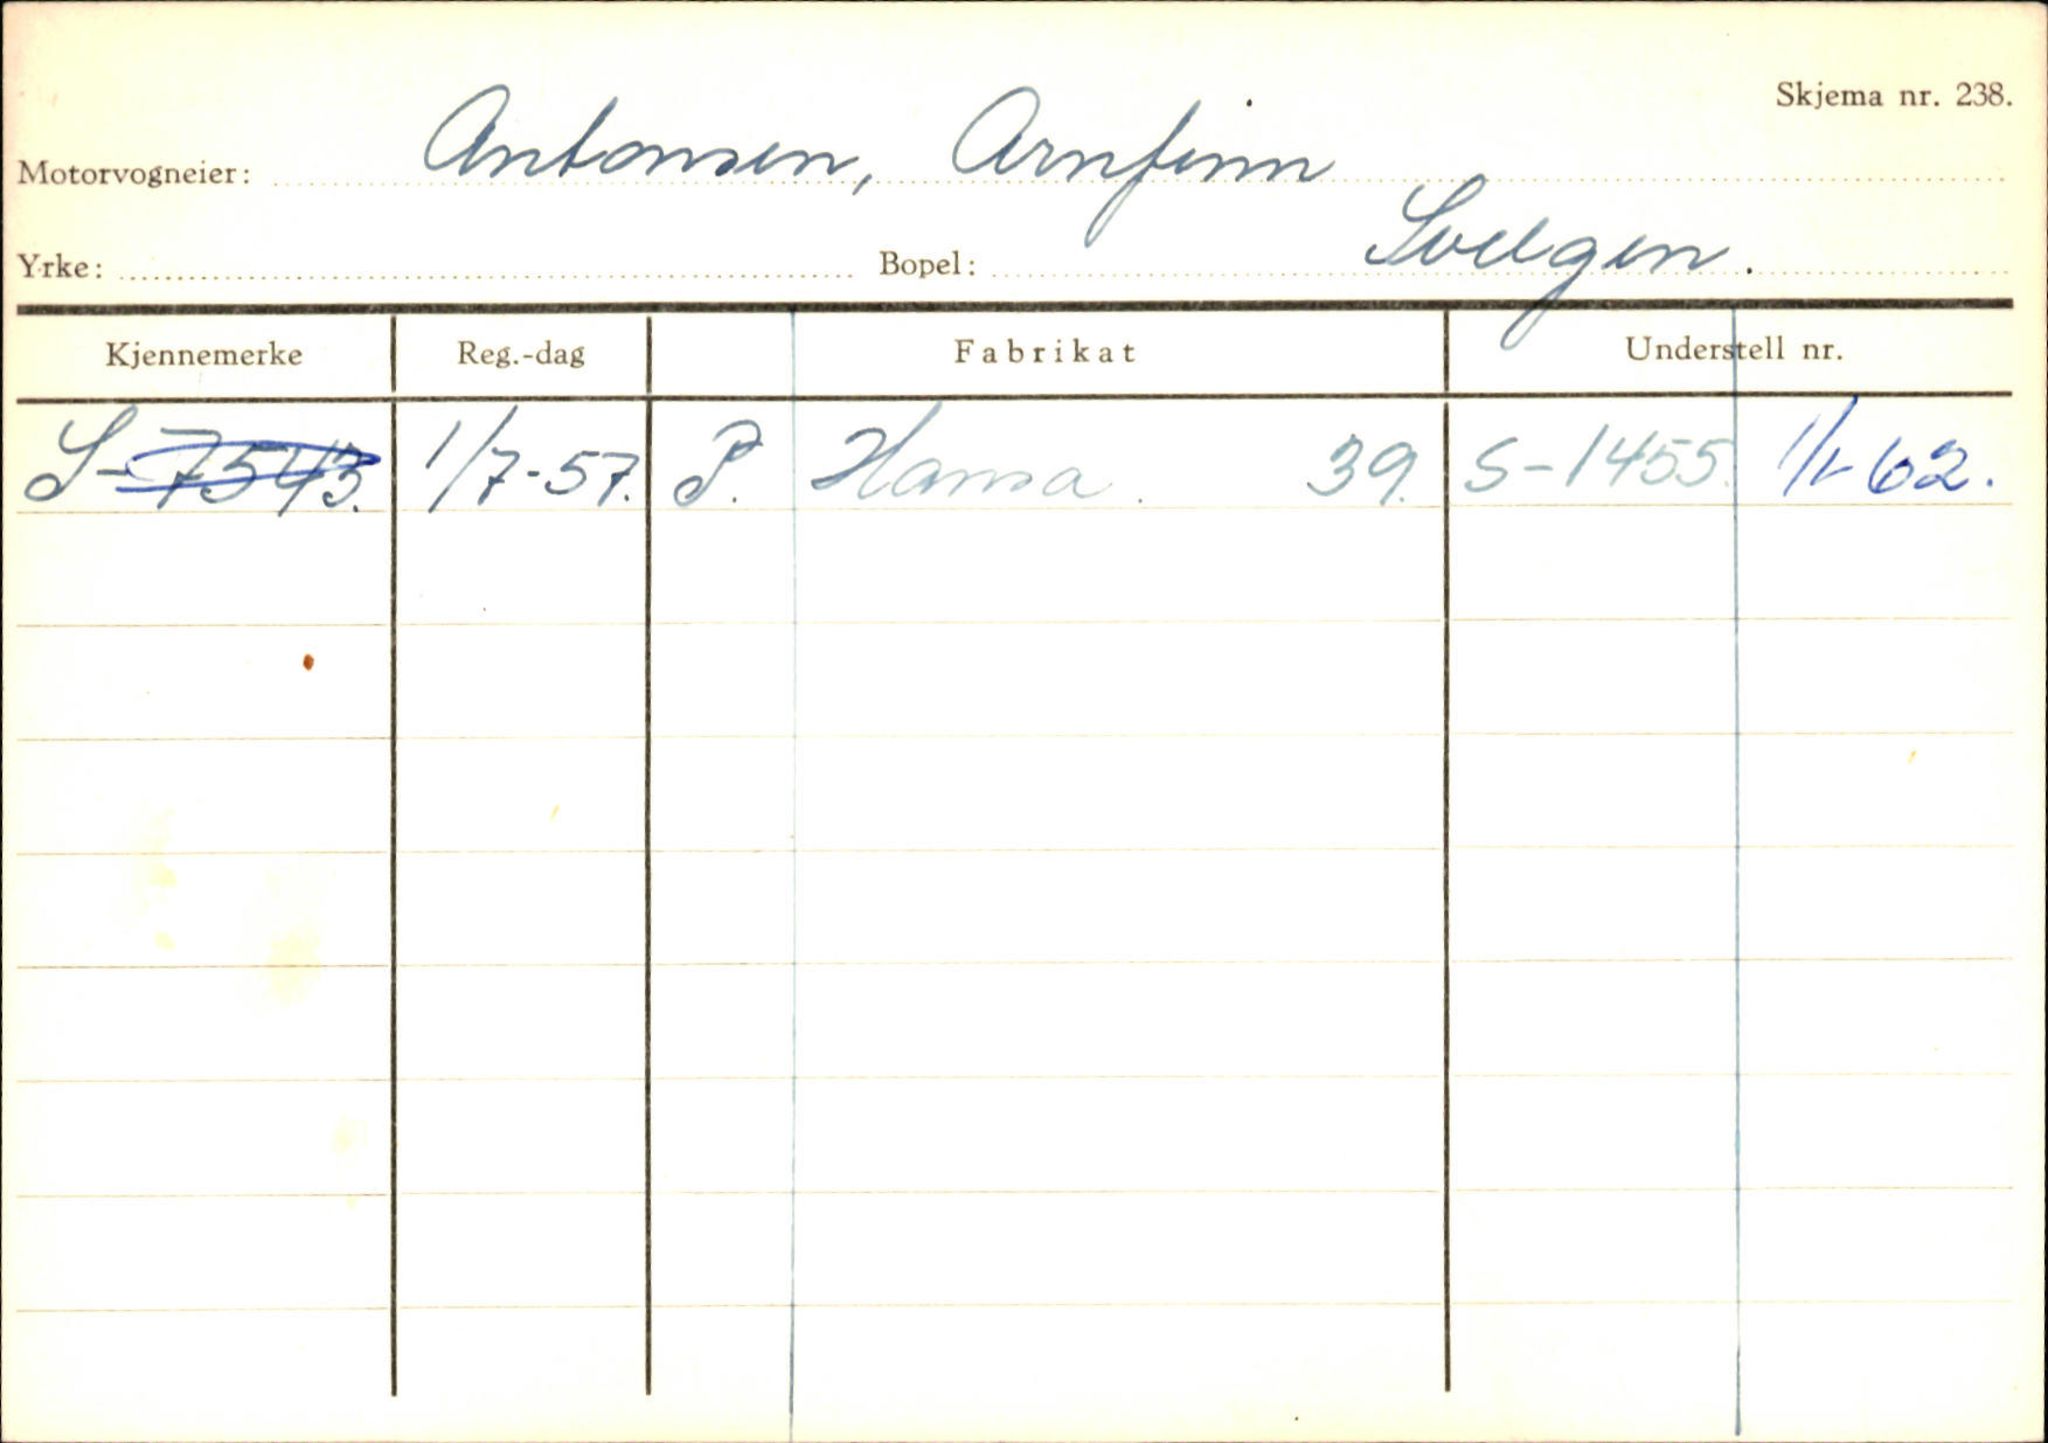 Skjema nr. 238.
Motorvogneier: Antonsen, Arnfinn
Yrke: Bopel: Svelgen.
Kjennemerke Reg.-dag Fabrikat Understell nr.
S-7543. 1/7-57. P. Hansa. 39. S-1455. 1/1-62.